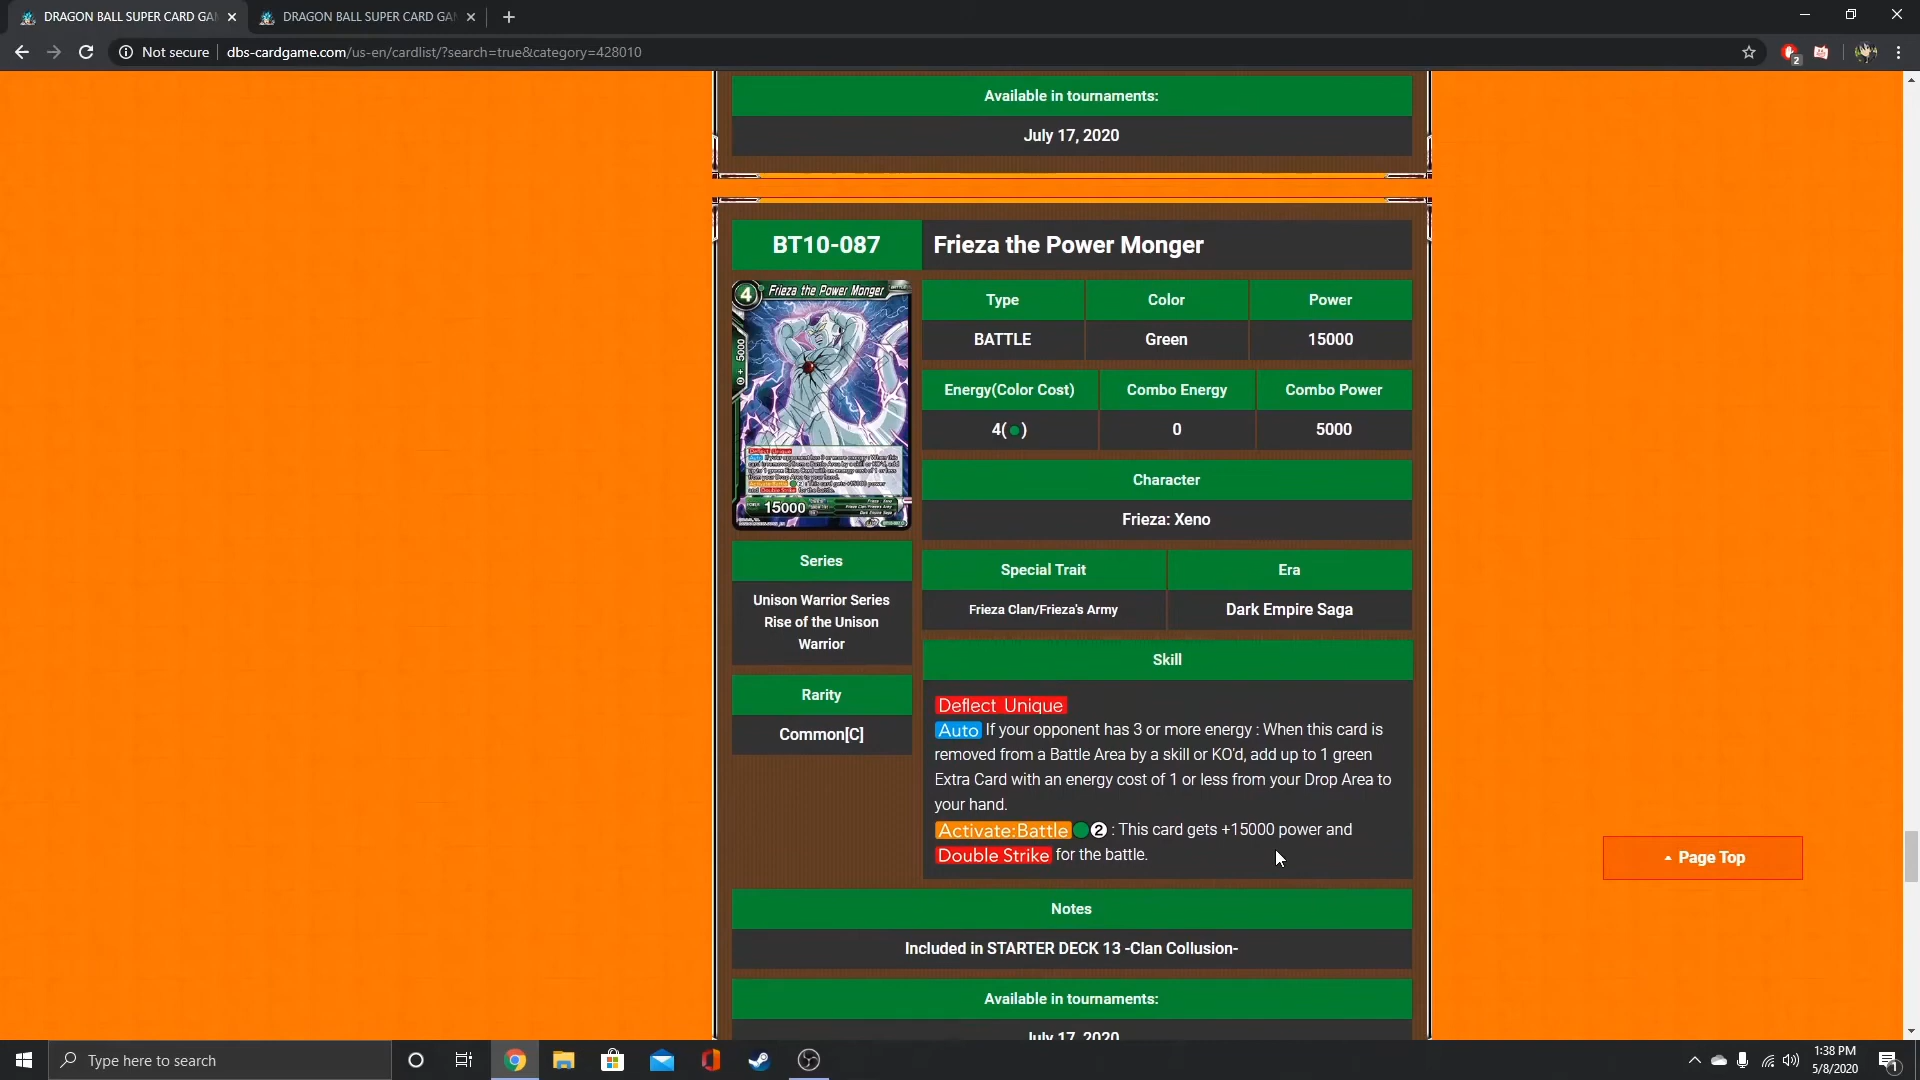 DRAGON BALL SUPER CARD GA
DRAGON BALL SUPER CARD GA
Not secure
dbs-cardgame.com/us-en/cardlist/?search=true&category=428010
2
Available in tournaments:
July 17, 2020
BT10-087
Frieza the Power Monger
4
Frieza the Power Monger
5000
15000
Type
Color
Power
BATTLE
Green
15000
Energy(Color Cost)
Combo Energy
Combo Power
4( )
0
5000
Character
Frieza: Xeno
Special Trait
Era
Frieza Clan/Frieza's Army
Dark Empire Saga
Series
Unison Warrior Series
Rise of the Unison
Warrior
Rarity
Common[C]
Skill
Deflect Unique
Auto If your opponent has 3 or more energy : When this card is
removed from a Battle Area by a skill or KO'd, add up to 1 green
Extra Card with an energy cost of 1 or less from your Drop Area to
your hand.
Activate:Battle 2 : This card gets +15000 power and
Double Strike for the battle.
Notes
Included in STARTER DECK 13 -Clan Collusion-
Available in tournaments:
July 17, 2020
Page Top
Type here to search
1:38 PM
5/8/2020
1